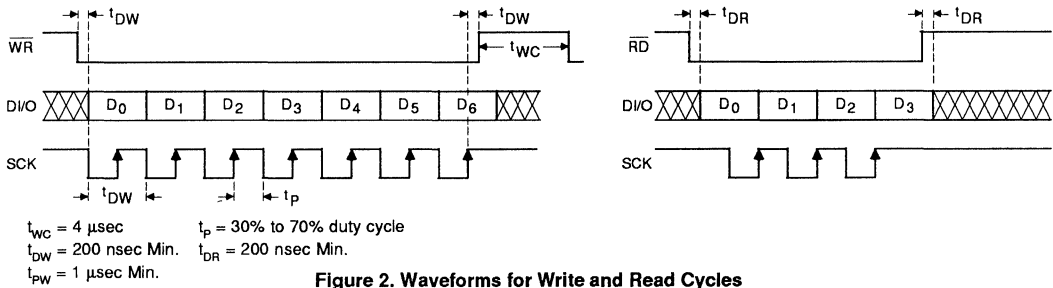 tDW tDW tDR tDR
WR tWC RD
DI/O D0 D1 D2 D3 D4 D5 D6 DI/O D0 D1 D2 D3
SCK SCK
tDW tP
tWC = 4 µsec tP = 30% to 70% duty cycle
tDW = 200 nsec Min. tDR = 200 nsec Min.
tPW = 1 µsec Min.
Figure 2. Waveforms for Write and Read Cycles